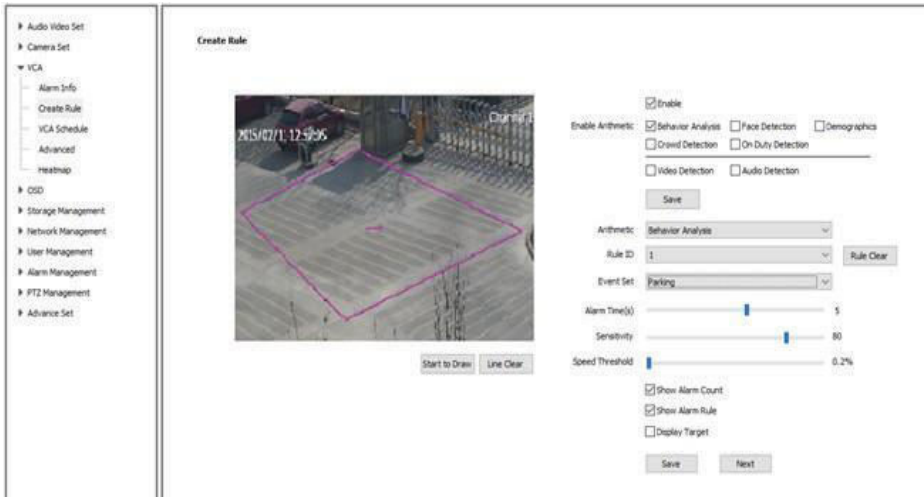 Audio Video Set
Camera Set
VCA
Alarm Info
Create Rule
VCA Schedule
Advanced
Heatmap
OSD
Storage Management
Network Management
User Management
Alarm Management
PTZ Management
Advance Set
Create Rule
2015/02/1
Start to Draw
Line Clear
Enable
Enable Arithmetic
Behavior Analysis
Face Detection
Demographics
Crowd Detection
On Duty Detection
Video Detection
Audio Detection
Save
Arithmetic
Behavior Analysis
Rule ID
1
Rule Clear
Event Set
Parking
Alarm Time(s)
5
Sensitivity
80
Speed Threshold
0.2%
Show Alarm Count
Show Alarm Rule
Display Target
Save
Next